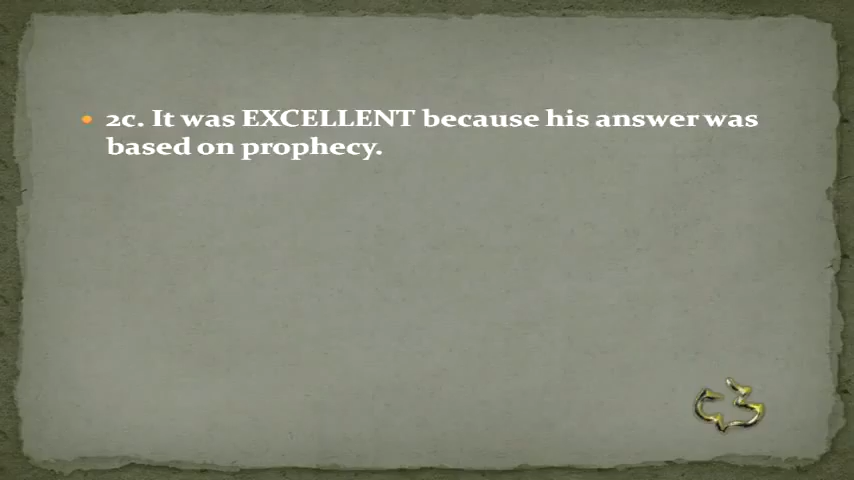 • 2c. It was EXCELLENT because his answer was
based on prophecy.